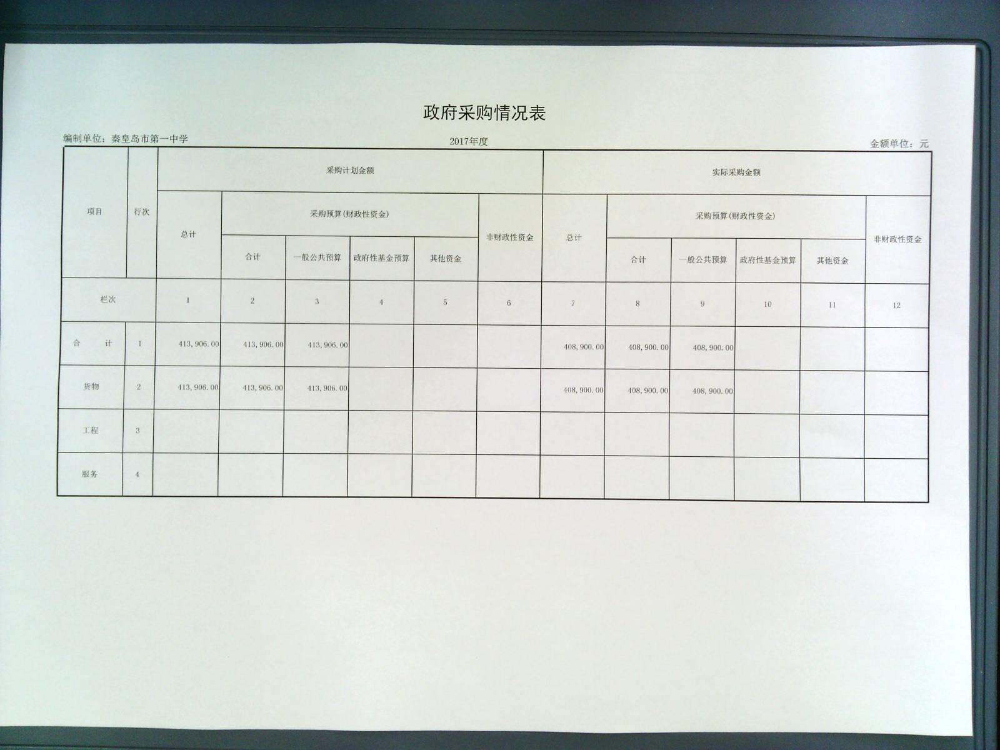 政府采购情况表
编制单位：秦皇岛市第一中学 2017年度 金额单位：元
项目 行次 采购计划金额 实际采购金额
总计 采购预算(财政性资金) 非财政性资金 总计 采购预算(财政性资金) 非财政性资金
合计 一般公共预算 政府性基金预算 其他资金 合计 一般公共预算 政府性基金预算 其他资金
栏次 1 2 3 4 5 6 7 8 9 10 11 12
合 计 1 413,906.00 413,906.00 413,906.00 408,900.00 408,900.00 408,900.00
货物 2 413,906.00 413,906.00 413,906.00 408,900.00 408,900.00 408,900.00
工程 3
服务 4